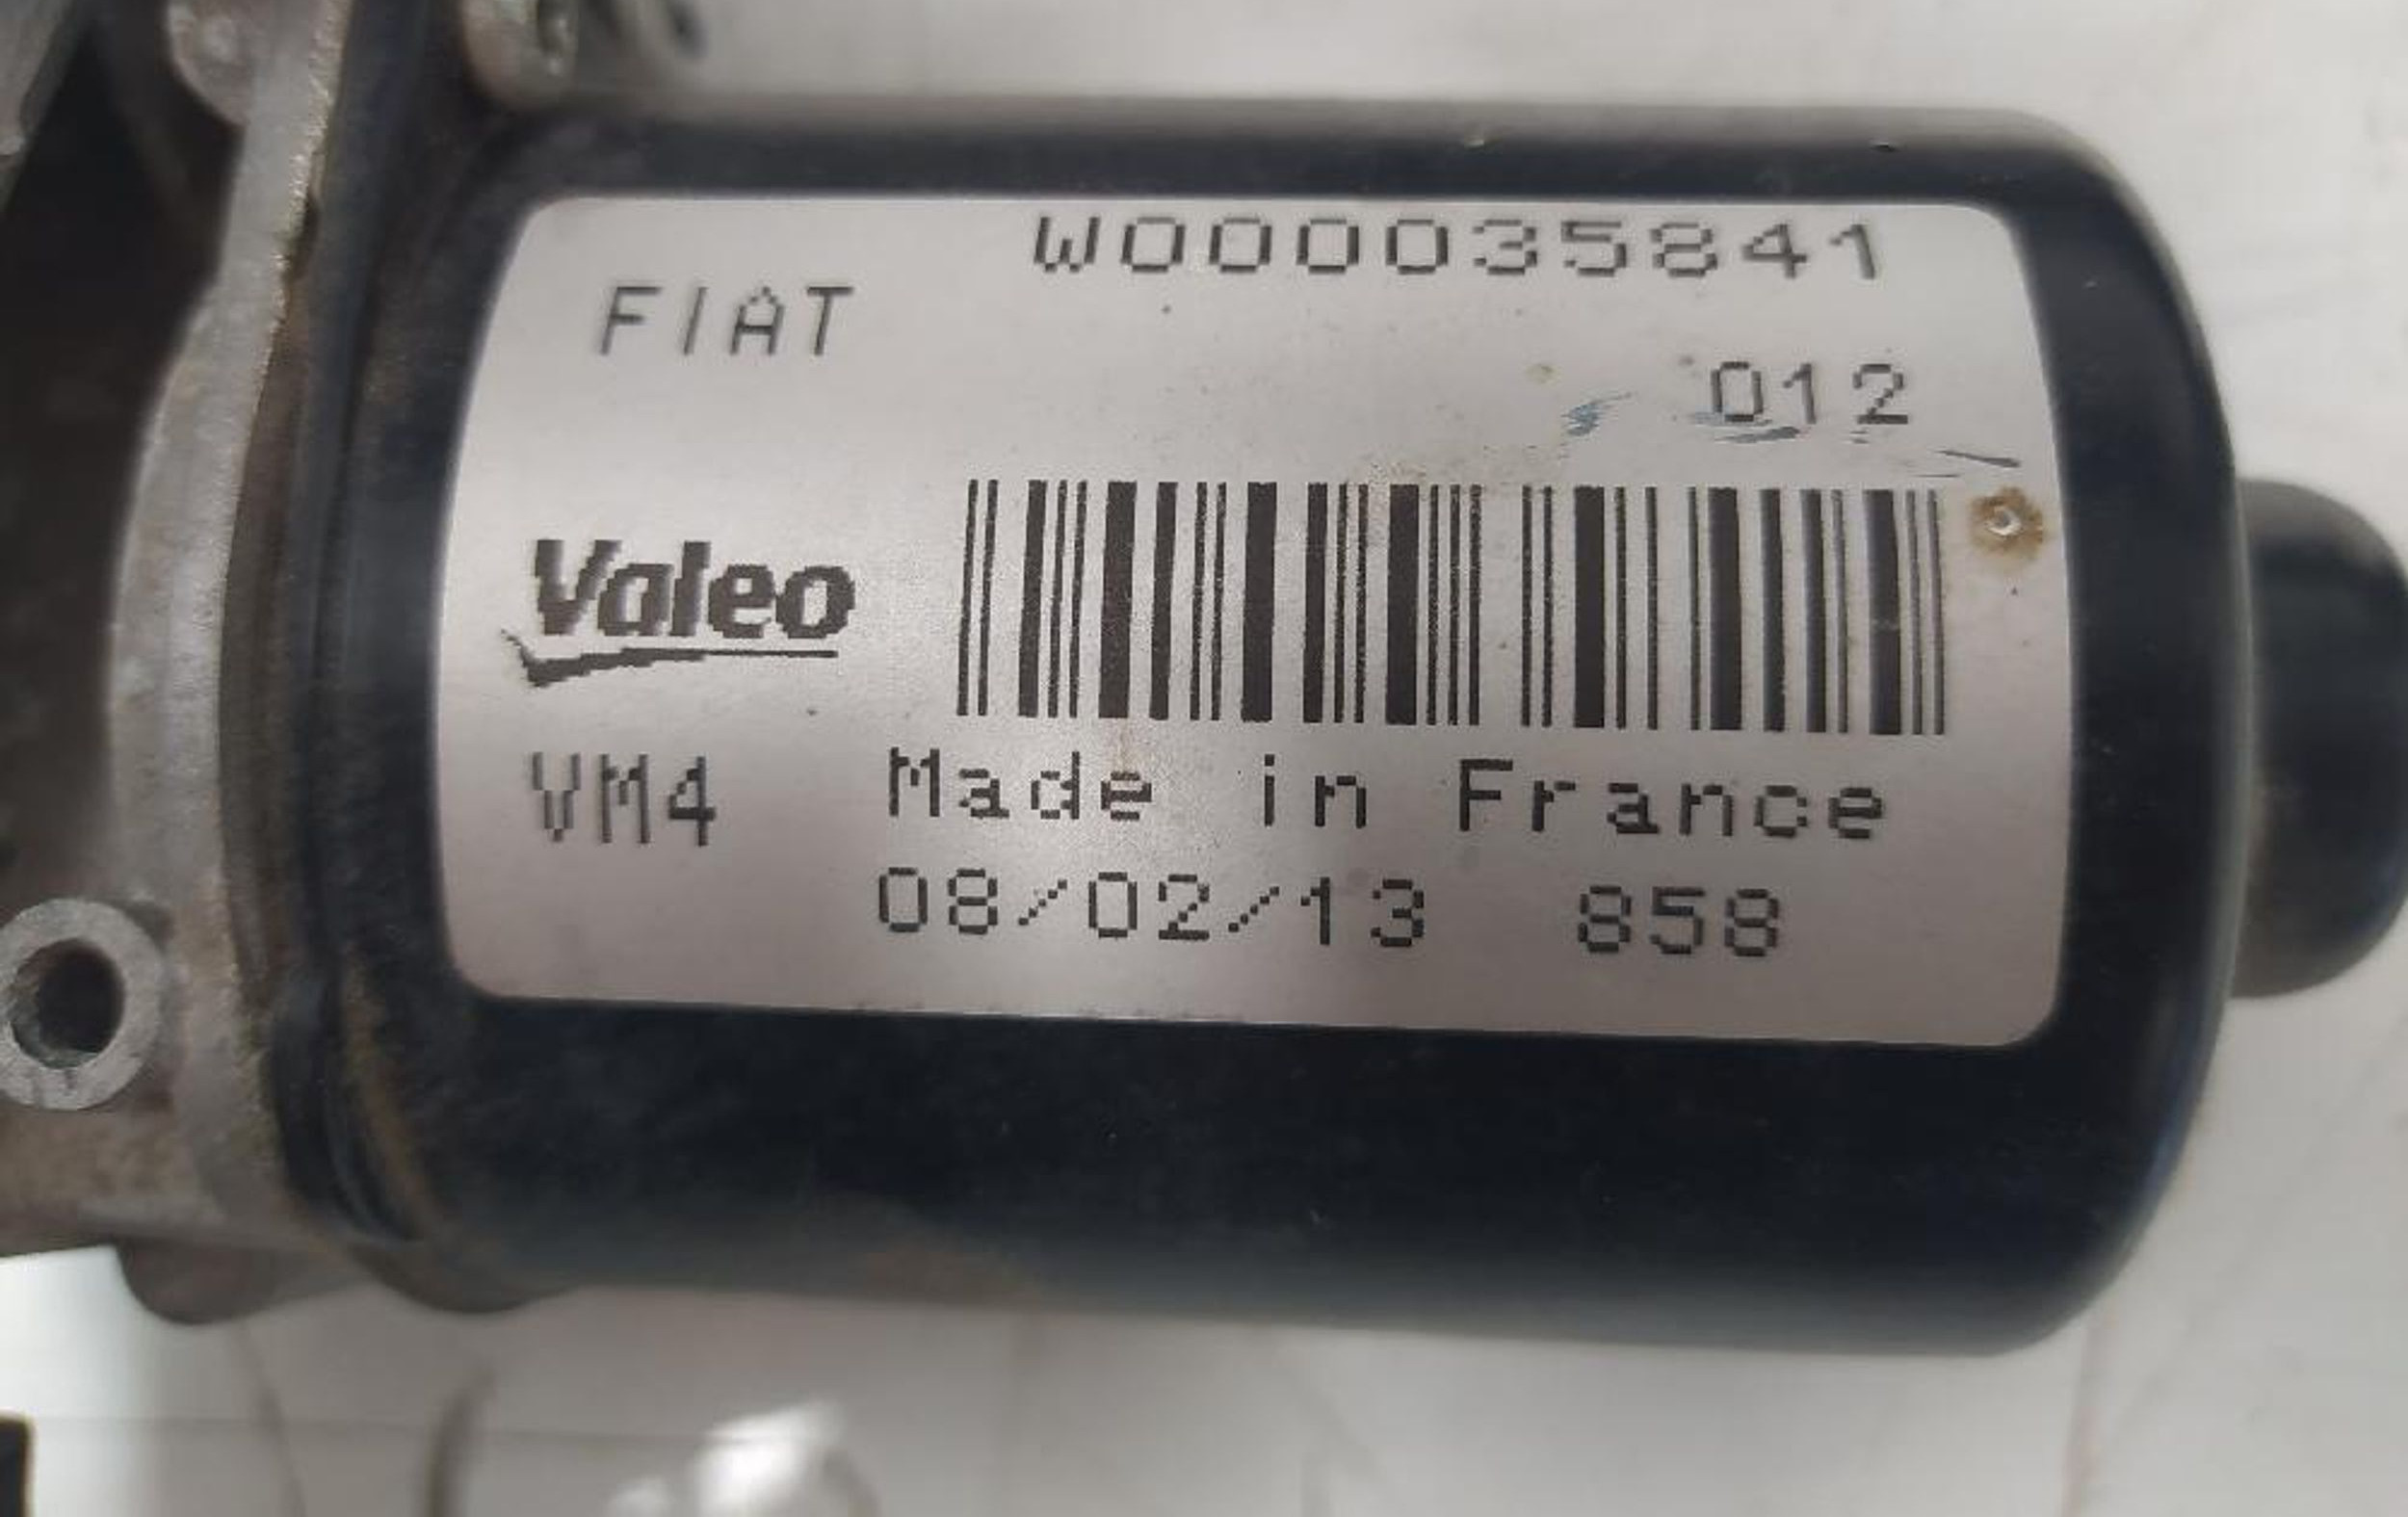 W000035841
FIAT
012
Valeo
VM4 Made in France
08/02/13 858